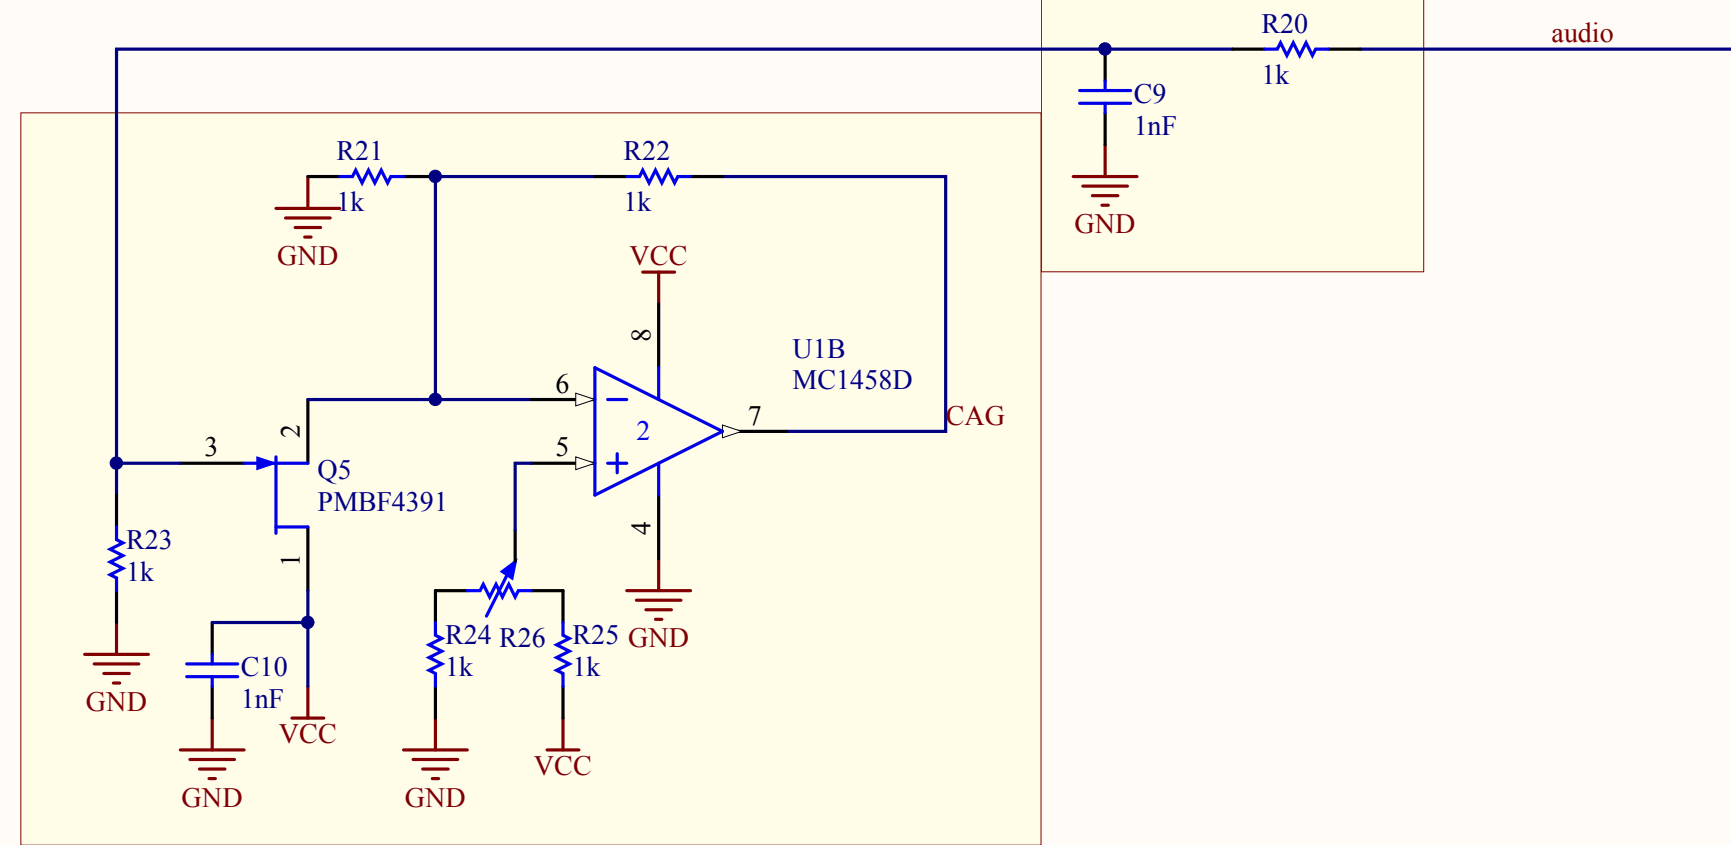 R20
audio
1k
C9
1nF
GND
R21
R22
1k
1k
GND
VCC
8
U1B
MC1458D
6
7
CAG
2
2
3
5
Q5
PMBF4391
4
R23
1k
1
R24
R26
R25
GND
1k
1k
C10
1nF
GND
VCC
VCC
GND
GND